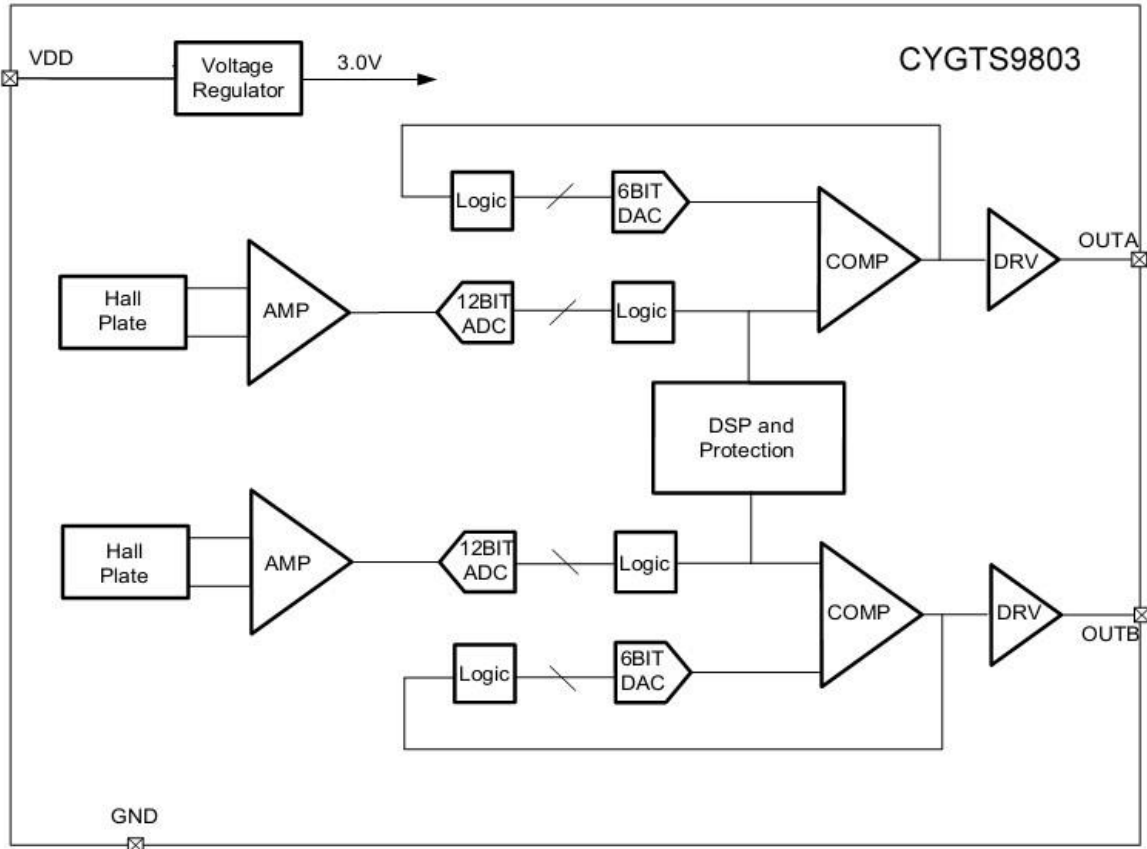 VDD
Voltage
Regulator
3.0V
CYGTS9803
Logic
6BIT
DAC
COMP
DRV
OUTA
Hall
Plate
AMP
12BIT
ADC
Logic
DSP and
Protection
Hall
Plate
AMP
12BIT
ADC
Logic
COMP
DRV
OUTB
Logic
6BIT
DAC
GND